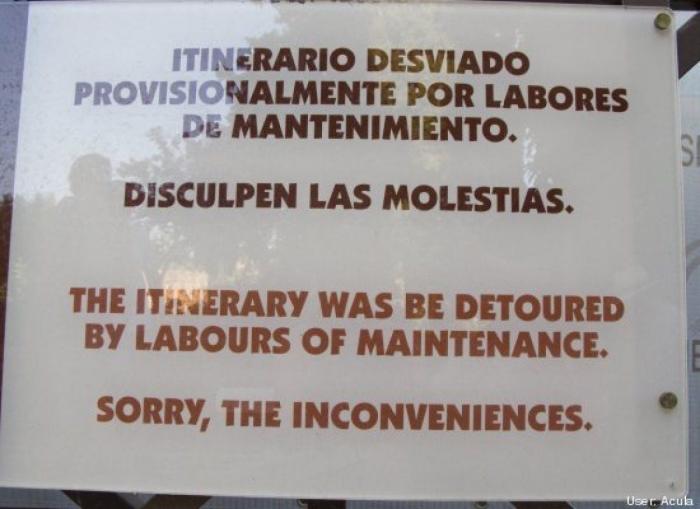 ITINERARIO DESVIADO
PROVISIONALMENTE POR LABORES
DE MANTENIMIENTO.
DISCULPEN LAS MOLESTIAS.
THE ITINERARY WAS BE DETOURED
BY LABOURS OF MAINTENANCE.
SORRY, THE INCONVENIENCES.
User: Acula